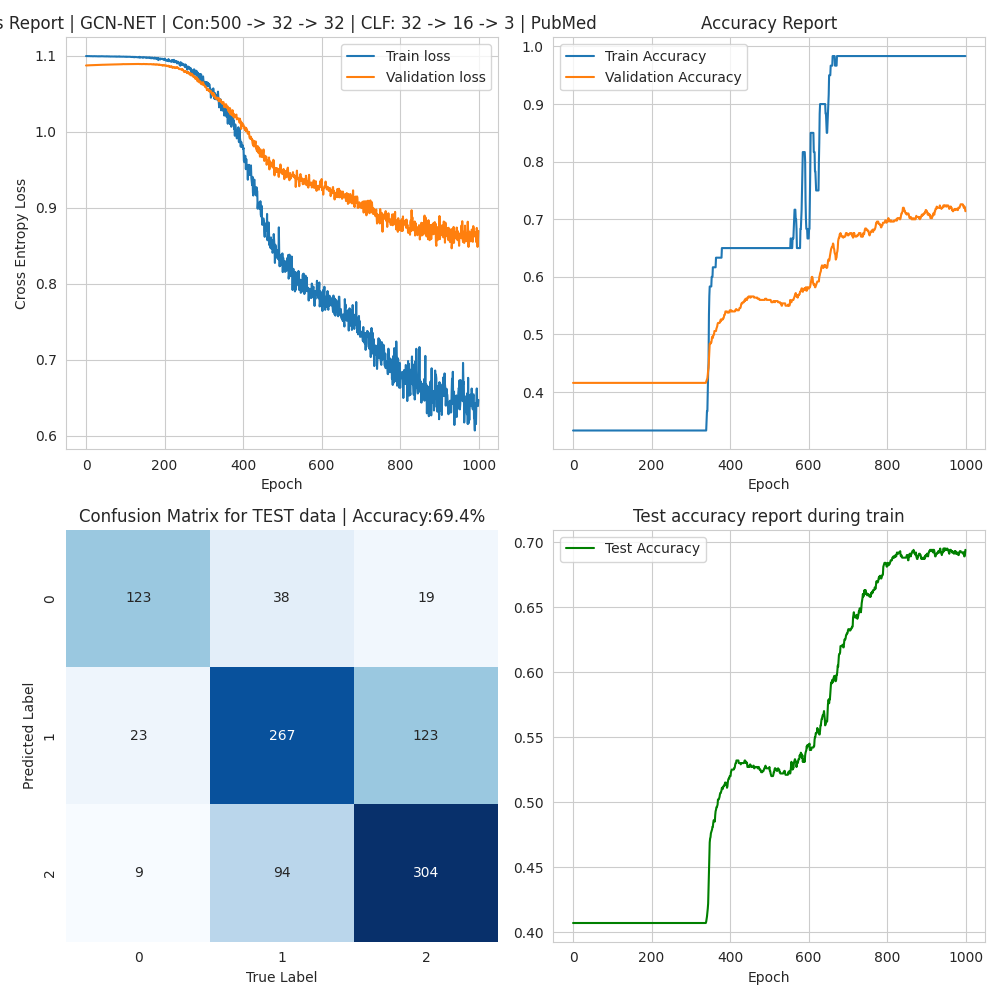 s Report | GCN-NET | Con:500 -> 32 -> 32 | CLF: 32 -> 16 -> 3 | PubMed
Train loss
Validation loss
1.1
1.0
0.9
0.8
0.7
0.6
Cross Entropy Loss
0 200 400 600 800 1000
Epoch
Accuracy Report
Train Accuracy
Validation Accuracy
1.0
0.9
0.8
0.7
0.6
0.5
0.4
0 200 400 600 800 1000
Epoch
Confusion Matrix for TEST data | Accuracy:69.4%
Predicted Label
0 123 38 19
1 23 267 123
2 9 94 304
0 1 2
True Label
Test accuracy report during train
Test Accuracy
0.70
0.65
0.60
0.55
0.50
0.45
0.40
0 200 400 600 800 1000
Epoch